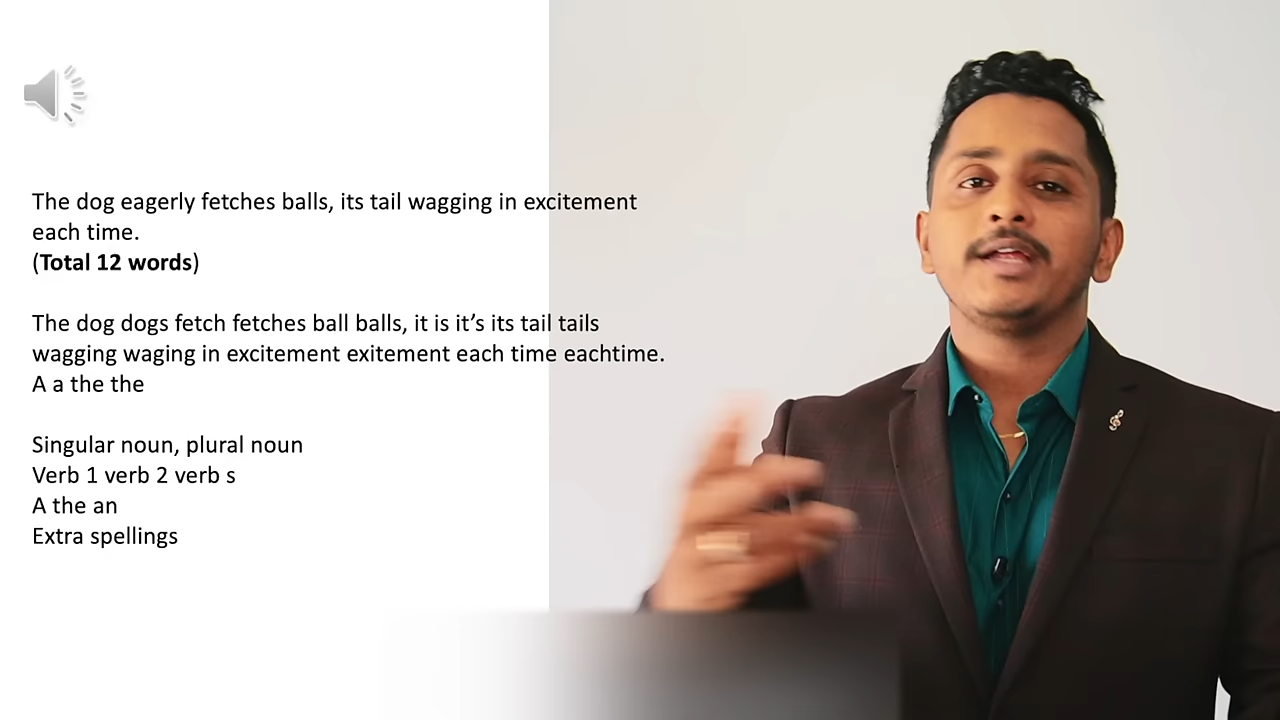 The dog eagerly fetches balls, its tail wagging in excitement
each time.
(Total 12 words)
The dog dogs fetch fetches ball balls, it is it’s its tail tails
wagging waging in excitement exitement each time eachtime.
A a the the
Singular noun, plural noun
Verb 1 verb 2 verb s
A the an
Extra spellings